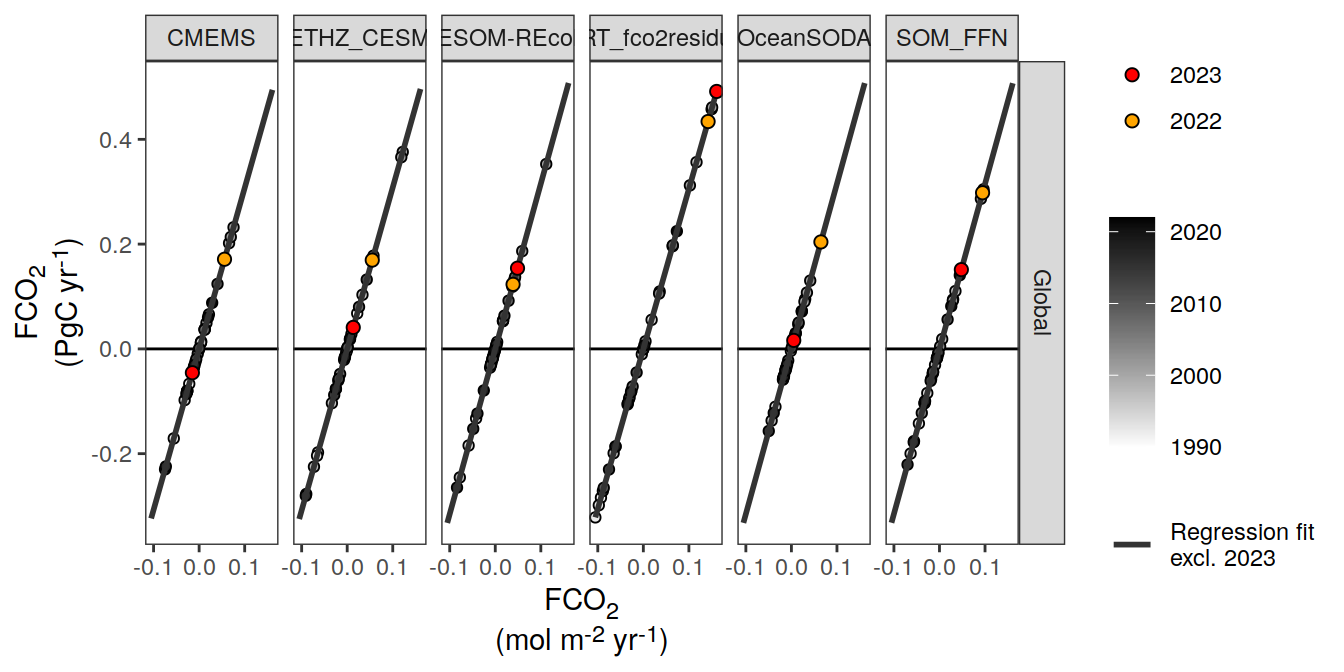 CMEMS ETHZ_CESM ESOM-REco RT_fco2residu OceanSODA SOM_FFN
2023
2022
0.4
0.2
0.0
-0.2
FCO2
(PgC yr-1)
Global
2020
2010
2000
1990
Regression fit
excl. 2023
-0.1 0.0 0.1 -0.1 0.0 0.1 -0.1 0.0 0.1 -0.1 0.0 0.1 -0.1 0.0 0.1 -0.1 0.0 0.1
FCO2
(mol m-2 yr-1)